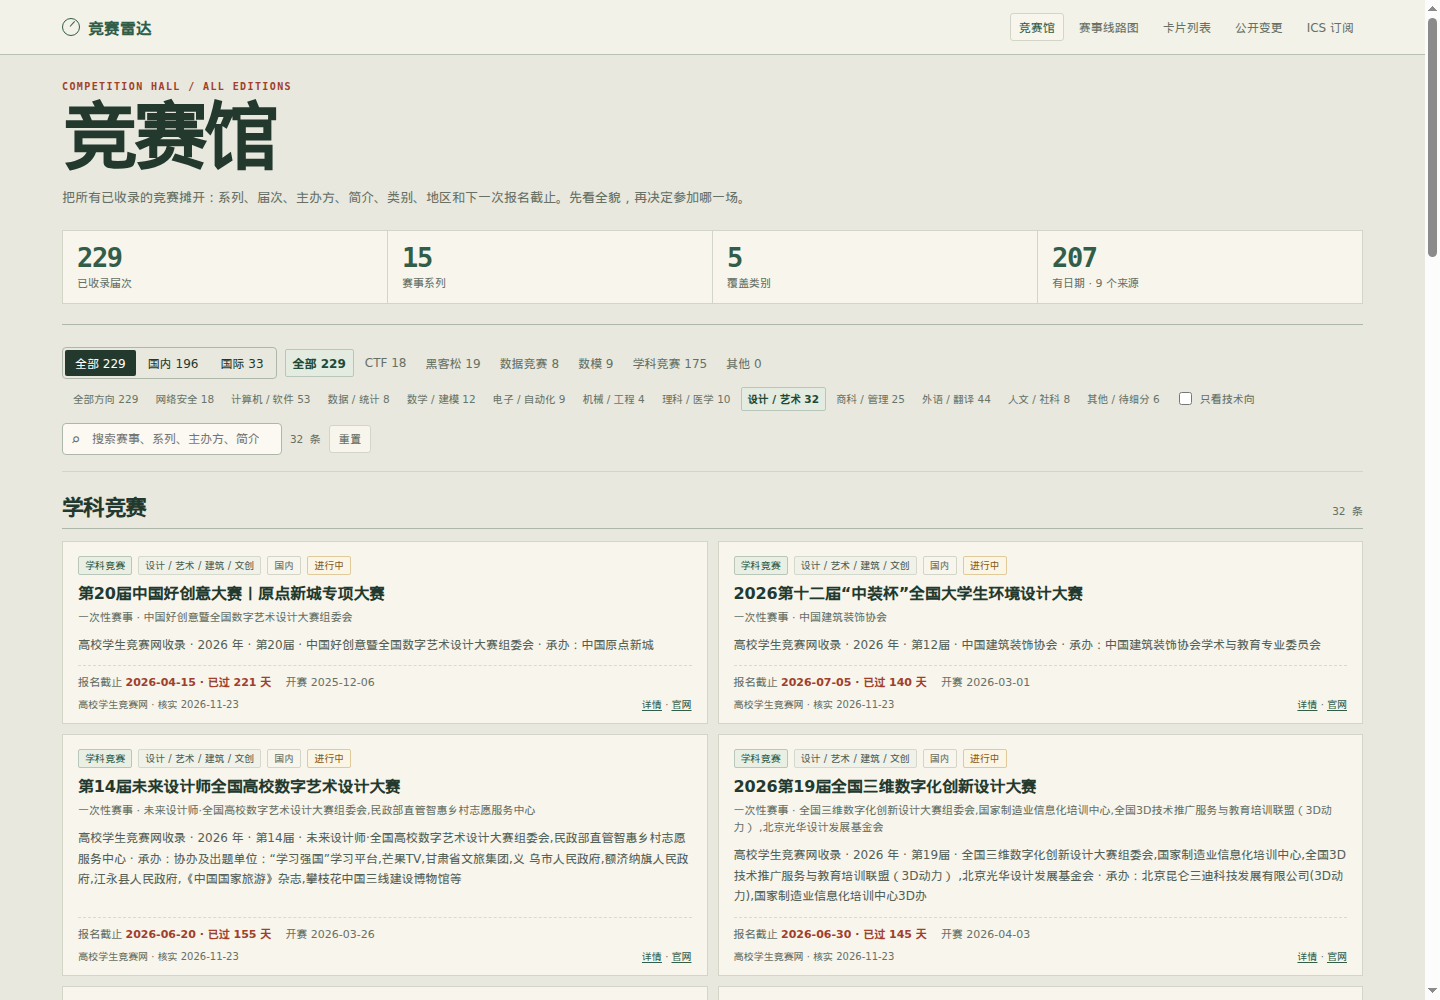 竞赛雷达
竞赛馆 赛事线路图 卡片列表 公开变更 ICS 订阅
COMPETITION HALL / ALL EDITIONS
竞赛馆
把所有已收录的竞赛摊开：系列、届次、主办方、简介、类别、地区和下一次报名截止。先看全貌，再决定参加哪一场。
229
已收录届次
15
赛事系列
5
覆盖类别
207
有日期 · 9 个来源
全部 229 国内 196 国际 33 全部 229 CTF 18 黑客松 19 数据竞赛 8 数模 9 学科竞赛 175 其他 0
全部方向 229 网络安全 18 计算机 / 软件 53 数据 / 统计 8 数学 / 建模 12 电子 / 自动化 9 机械 / 工程 4 理科 / 医学 10 设计 / 艺术 32 商科 / 管理 25 外语 / 翻译 44 人文 / 社科 8 其他 / 待细分 6 只看技术向
搜索赛事、系列、主办方、简介 32 条 重置
学科竞赛 32 条
学科竞赛 设计 / 艺术 / 建筑 / 文创 国内 进行中
第20届中国好创意大赛丨原点新城专项大赛
一次性赛事 · 中国好创意暨全国数字艺术设计大赛组委会
高校学生竞赛网收录 · 2026 年 · 第20届 · 中国好创意暨全国数字艺术设计大赛组委会 · 承办：中国原点新城
报名截止 2026-04-15 · 已过 221 天 开赛 2025-12-06
高校学生竞赛网 · 核实 2026-11-23 详情 · 官网
学科竞赛 设计 / 艺术 / 建筑 / 文创 国内 进行中
2026第十二届“中装杯”全国大学生环境设计大赛
一次性赛事 · 中国建筑装饰协会
高校学生竞赛网收录 · 2026 年 · 第12届 · 中国建筑装饰协会 · 承办：中国建筑装饰协会学术与教育专业委员会
报名截止 2026-07-05 · 已过 140 天 开赛 2026-03-01
高校学生竞赛网 · 核实 2026-11-23 详情 · 官网
学科竞赛 设计 / 艺术 / 建筑 / 文创 国内 进行中
第14届未来设计师全国高校数字艺术设计大赛
一次性赛事 · 未来设计师·全国高校数字艺术设计大赛组委会,民政部直管智惠乡村志愿服务中心
高校学生竞赛网收录 · 2026 年 · 第14届 · 未来设计师·全国高校数字艺术设计大赛组委会,民政部直管智惠乡村志愿
服务中心 · 承办：协办及出题单位：“学习强国”学习平台,芒果TV,甘肃省文旅集团,义 乌市人民政府,额济纳旗人民政
府,江永县人民政府,《中国国家旅游》杂志,攀枝花中国三线建设博物馆等
报名截止 2026-06-20 · 已过 155 天 开赛 2026-03-26
高校学生竞赛网 · 核实 2026-11-23 详情 · 官网
学科竞赛 设计 / 艺术 / 建筑 / 文创 国内 进行中
2026第19届全国三维数字化创新设计大赛
一次性赛事 · 全国三维数字化创新设计大赛组委会,国家制造业信息化培训中心,全国3D技术推广服务与教育培训联盟（3D动
力）,北京光华设计发展基金会
高校学生竞赛网收录 · 2026 年 · 第19届 · 全国三维数字化创新设计大赛组委会,国家制造业信息化培训中心,全国3D
技术推广服务与教育培训联盟（3D动力）,北京光华设计发展基金会 · 承办：北京昆仑三迪科技发展有限公司(3D动
力),国家制造业信息化培训中心3D办
报名截止 2026-06-30 · 已过 145 天 开赛 2026-04-03
高校学生竞赛网 · 核实 2026-11-23 详情 · 官网